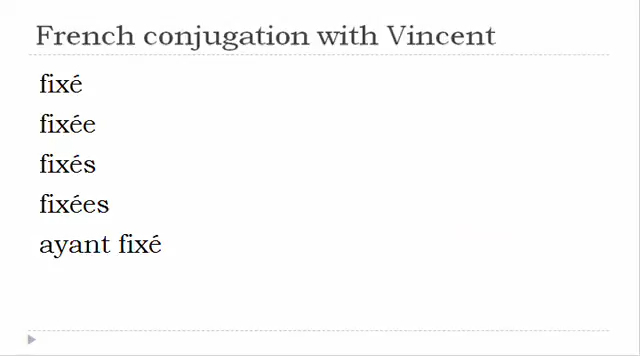 French conjugation with Vincent
fixé
fixée
fixés
fixées
ayant fixé